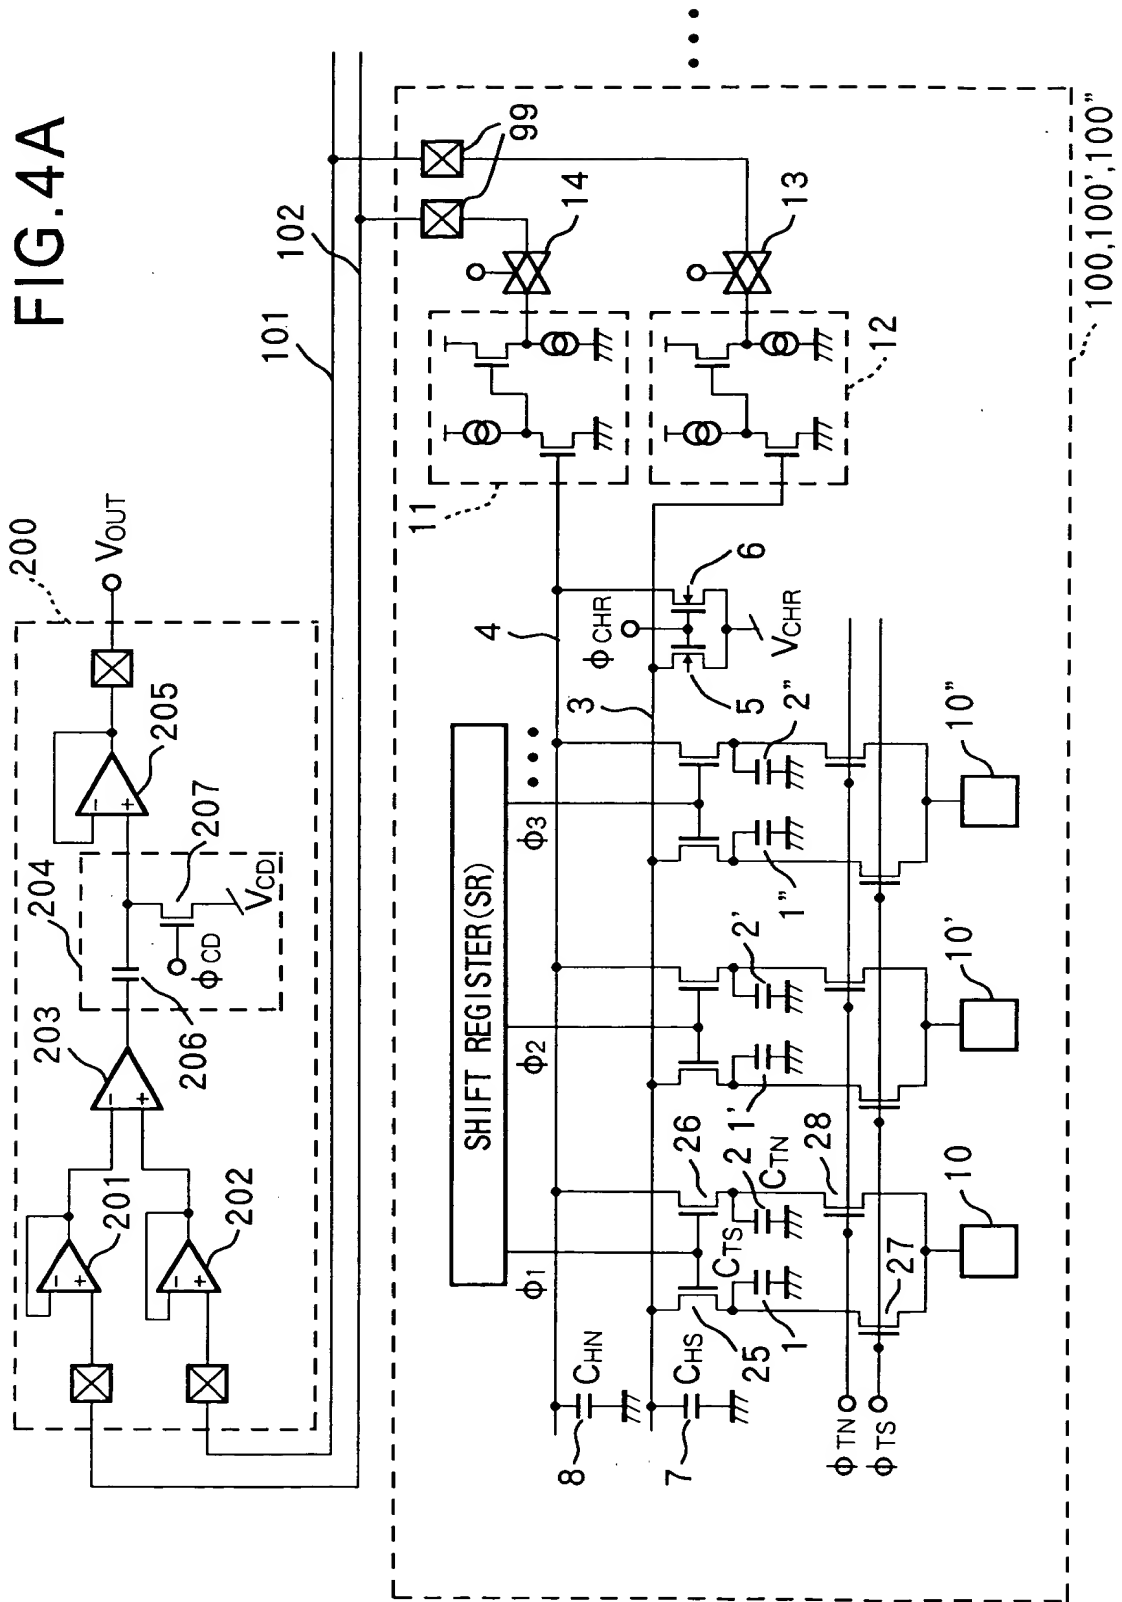 FIG.4A
200
VOUT
205
204
207
VCD
ΦCD
203
206
201
202
101
102
99
14
13
11
12
100,100',100"
SHIFT REGISTER(SR)
Φ1
Φ2
Φ3
4
3
ΦCHR
6
5
VCHR
CHN
8
CHS
7
25
26
CTS
1
2
CTN
1'
2'
1"
2"
27
28
ΦTN
ΦTS
10
10'
10"